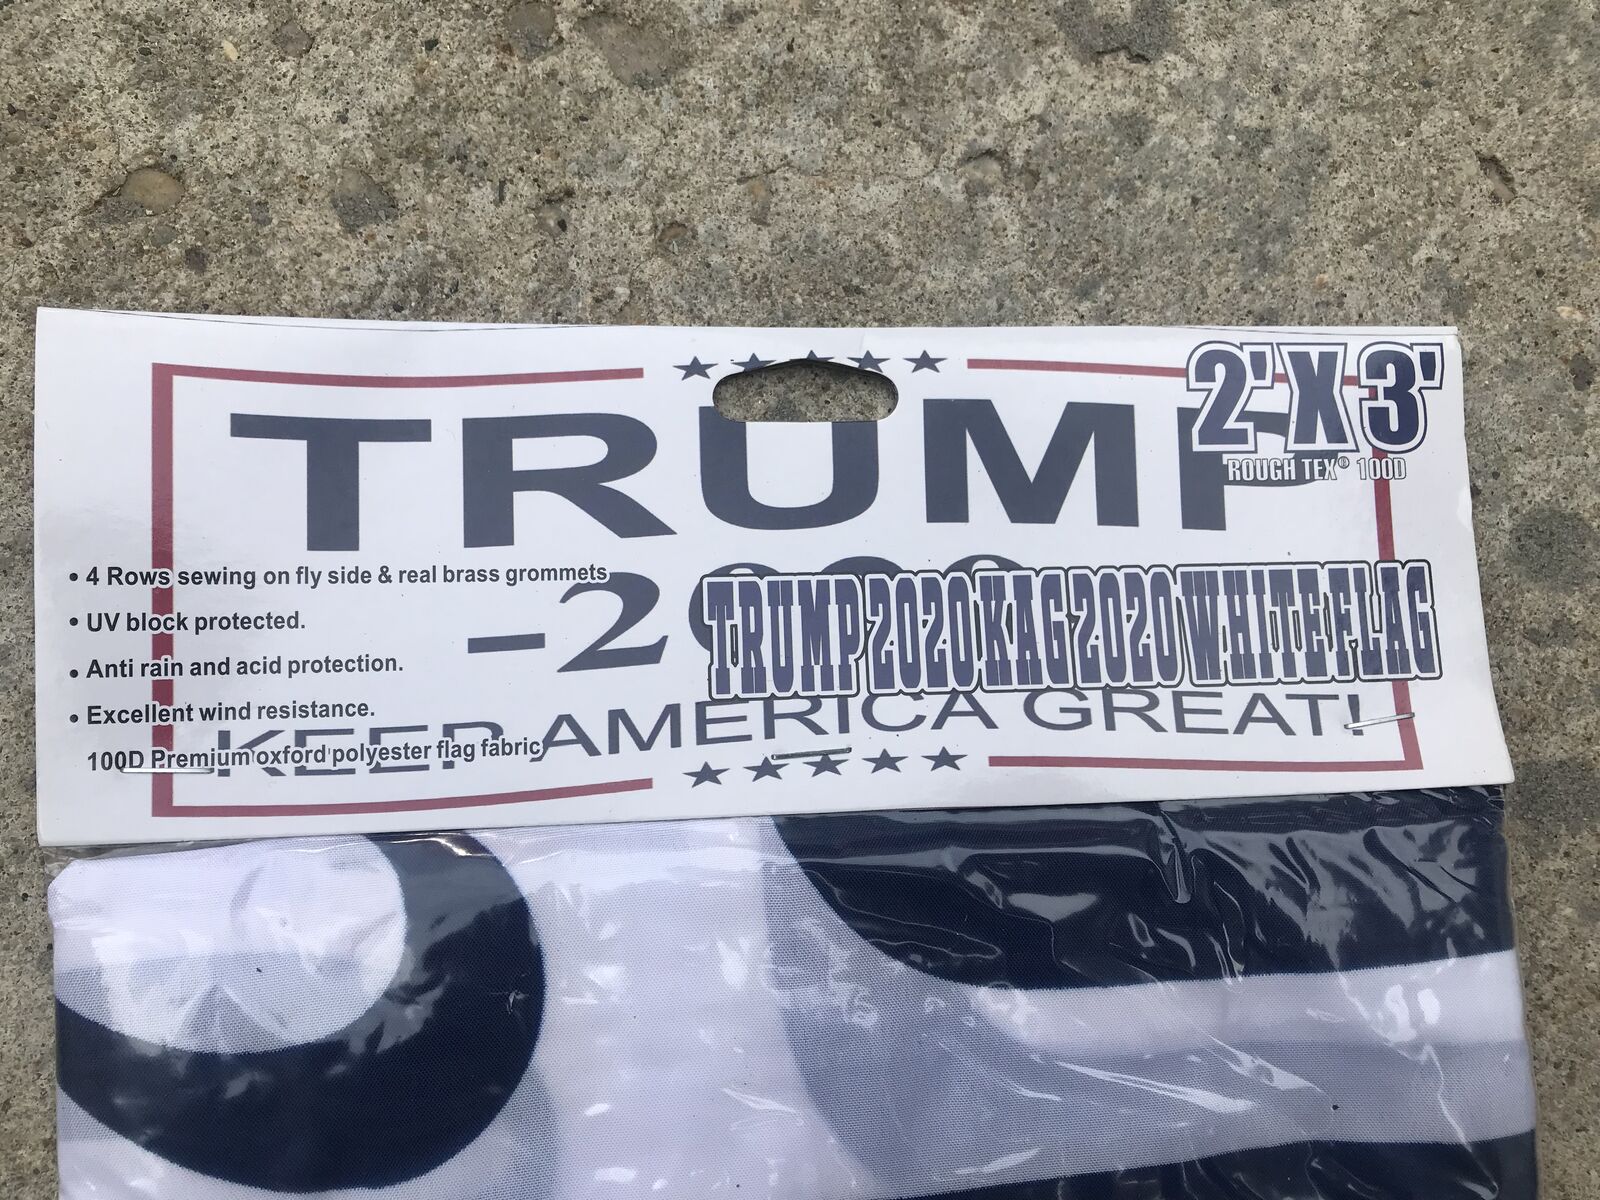 2' X 3'
ROUGH TEX® 100D
TRUMP
-2020
TRUMP 2020 KAG 2020 WHITE FLAG
KEEP AMERICA GREAT!
• 4 Rows sewing on fly side & real brass grommets
• UV block protected.
• Anti rain and acid protection.
• Excellent wind resistance.
100D Premium oxford polyester flag fabric